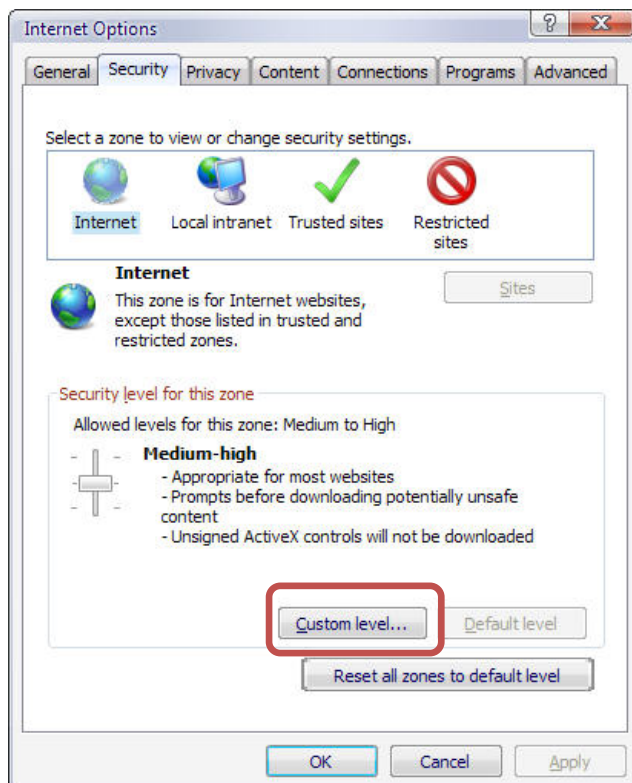 Internet Options
General Security Privacy Content Connections Programs Advanced
Select a zone to view or change security settings.
Internet Local intranet Trusted sites Restricted
sites
Internet
Sites
This zone is for Internet websites,
except those listed in trusted and
restricted zones.
Security level for this zone
Allowed levels for this zone: Medium to High
Medium-high
- Appropriate for most websites
- Prompts before downloading potentially unsafe
content
- Unsigned ActiveX controls will not be downloaded
Custom level... Default level
Reset all zones to default level
OK Cancel Apply